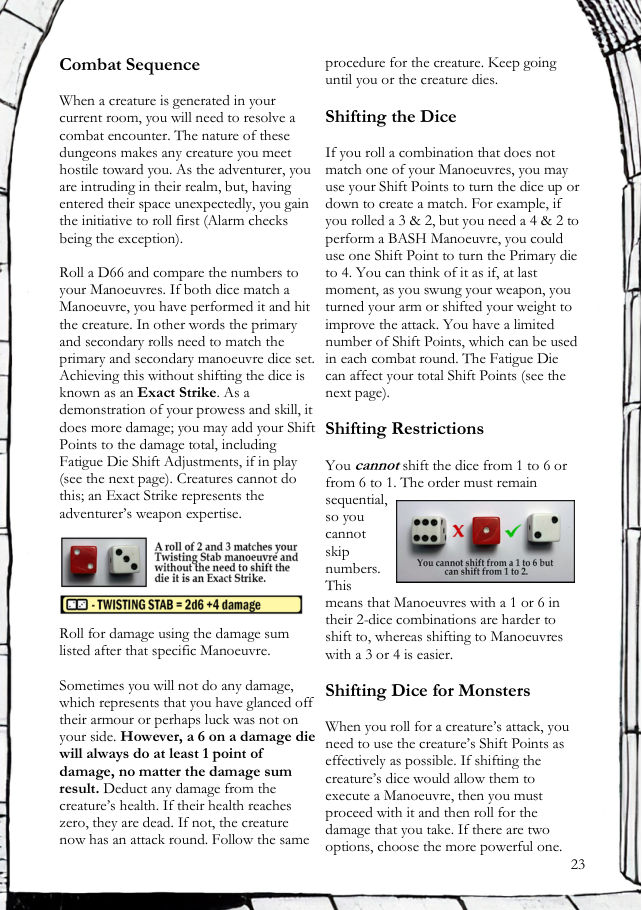 Combat Sequence
When a creature is generated in your
current room, you will need to resolve a
combat encounter. The nature of these
dungeons makes any creature you meet
hostile toward you. As the adventurer, you
are intruding in their realm, but, having
entered their space unexpectedly, you gain
the initiative to roll first (Alarm checks
being the exception).
Roll a D66 and compare the numbers to
your Manoeuvres. If both dice match a
Manoeuvre, you have performed it and hit
the creature. In other words the primary
and secondary rolls need to match the
primary and secondary manoeuvre dice set.
Achieving this without shifting the dice is
known as an Exact Strike. As a
demonstration of your prowess and skill, it
does more damage; you may add your Shift
Points to the damage total, including
Fatigue Die Shift Adjustments, if in play
(see the next page). Creatures cannot do
this; an Exact Strike represents the
adventurer's weapon expertise.
A roll of 2 and 3 matches your
Twisting Stab manoeuvre and
without the need to shift the
die it is an Exact Strike.
- TWISTING STAB = 2d6 +4 damage
Roll for damage using the damage sum
listed after that specific Manoeuvre.
Sometimes you will not do any damage,
which represents that you have glanced off
their armour or perhaps luck was not on
your side. However, a 6 on a damage die
will always do at least 1 point of
damage, no matter the damage sum
result. Deduct any damage from the
creature's health. If their health reaches
zero, they are dead. If not, the creature
now has an attack round. Follow the same
procedure for the creature. Keep going
until you or the creature dies.
Shifting the Dice
If you roll a combination that does not
match one of your Manoeuvres, you may
use your Shift Points to turn the dice up or
down to create a match. For example, if
you rolled a 3 & 2, but you need a 4 & 2 to
perform a BASH Manoeuvre, you could
use one Shift Point to turn the Primary die
to 4. You can think of it as if, at last
moment, as you swung your weapon, you
turned your arm or shifted your weight to
improve the attack. You have a limited
number of Shift Points, which can be used
in each combat round. The Fatigue Die
can affect your total Shift Points (see the
next page).
Shifting Restrictions
You cannot shift the dice from 1 to 6 or
from 6 to 1. The order must remain
sequential,
so you
cannot
skip
numbers.
This
X
You cannot shift from a 1 to 6 but
can shift from 1 to 2.
means that Manoeuvres with a 1 or 6 in
their 2-dice combinations are harder to
shift to, whereas shifting to Manoeuvres
with a 3 or 4 is easier.
Shifting Dice for Monsters
When you roll for a creature's attack, you
need to use the creature's Shift Points as
effectively as possible. If shifting the
creature's dice would allow them to
execute a Manoeuvre, then you must
proceed with it and then roll for the
damage that you take. If there are two
options, choose the more powerful one.
23